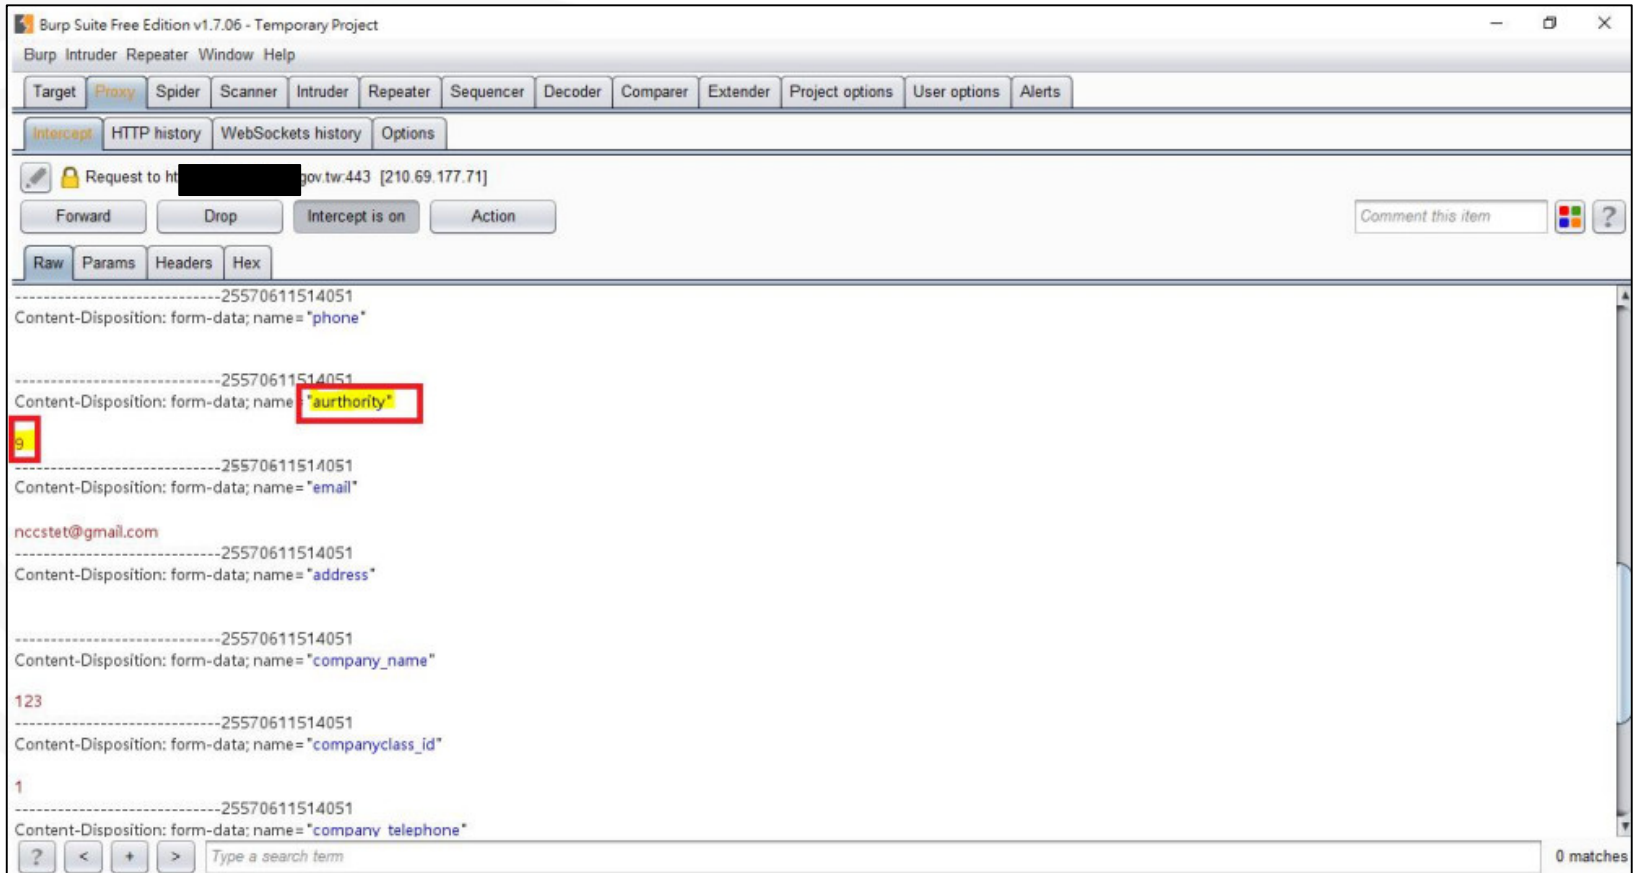 Burp Suite Free Edition v1.7.06 - Temporary Project
Burp Intruder Repeater Window Help
Target Proxy Spider Scanner Intruder Repeater Sequencer Decoder Comparer Extender Project options User options Alerts
Intercept HTTP history WebSockets history Options
Request to ht gov.tw:443 [210.69.177.71]
Forward Drop Intercept is on Action Comment this item ?
Raw Params Headers Hex
-----------------------------25570611514051
Content-Disposition: form-data; name="phone"
-----------------------------25570611514051
Content-Disposition: form-data; name "aurthority"
9
-----------------------------25570611514051
Content-Disposition: form-data; name="email"
nccstet@gmail.com
-----------------------------25570611514051
Content-Disposition: form-data; name="address"
-----------------------------25570611514051
Content-Disposition: form-data; name="company_name"
123
-----------------------------25570611514051
Content-Disposition: form-data; name="companyclass_id"
1
-----------------------------25570611514051
Content-Disposition: form-data; name="company_telephone"
? < + > Type a search term 0 matches